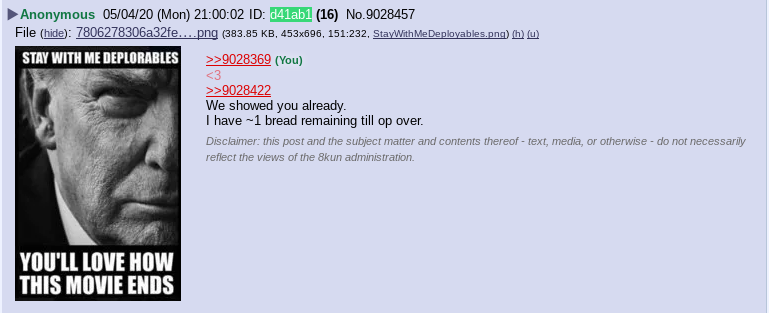 ▶Anonymous 05/04/20 (Mon) 21:00:02 ID: d41ab1 (16) No.9028457
File (hide): 7806278306a32fe….png (383.85 KB, 453x696, 151:232, StayWithMeDeployables.png) (h) (u)
STAY WITH ME DEPLORABLES
YOU'LL LOVE HOW
THIS MOVIE ENDS
>>9028369 (You)
<3
>>9028422
We showed you already.
I have ~1 bread remaining till op over.
Disclaimer: this post and the subject matter and contents thereof - text, media, or otherwise - do not necessarily
reflect the views of the 8kun administration.